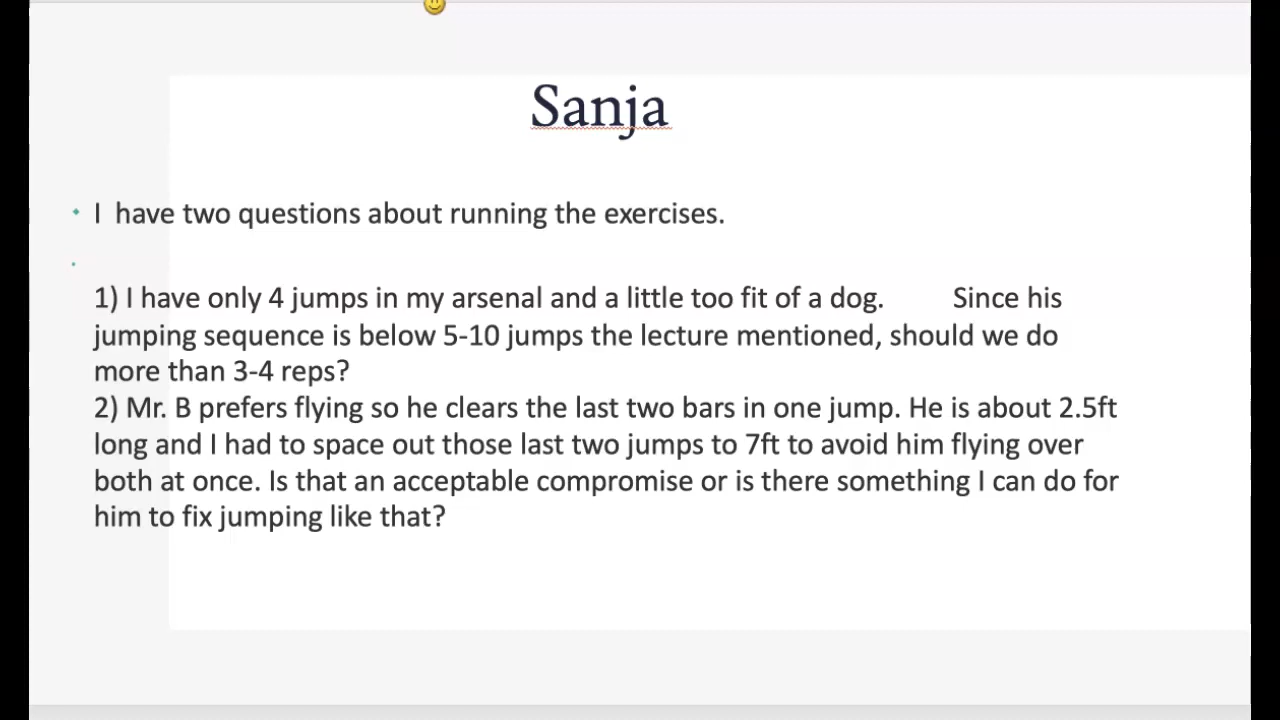 Sanja
I  have two questions about running the exercises.
1) I have only 4 jumps in my arsenal and a little too fit of a dog.        Since his
jumping sequence is below 5-10 jumps the lecture mentioned, should we do
more than 3-4 reps?
2) Mr. B prefers flying so he clears the last two bars in one jump. He is about 2.5ft
long and I had to space out those last two jumps to 7ft to avoid him flying over
both at once. Is that an acceptable compromise or is there something I can do for
him to fix jumping like that?